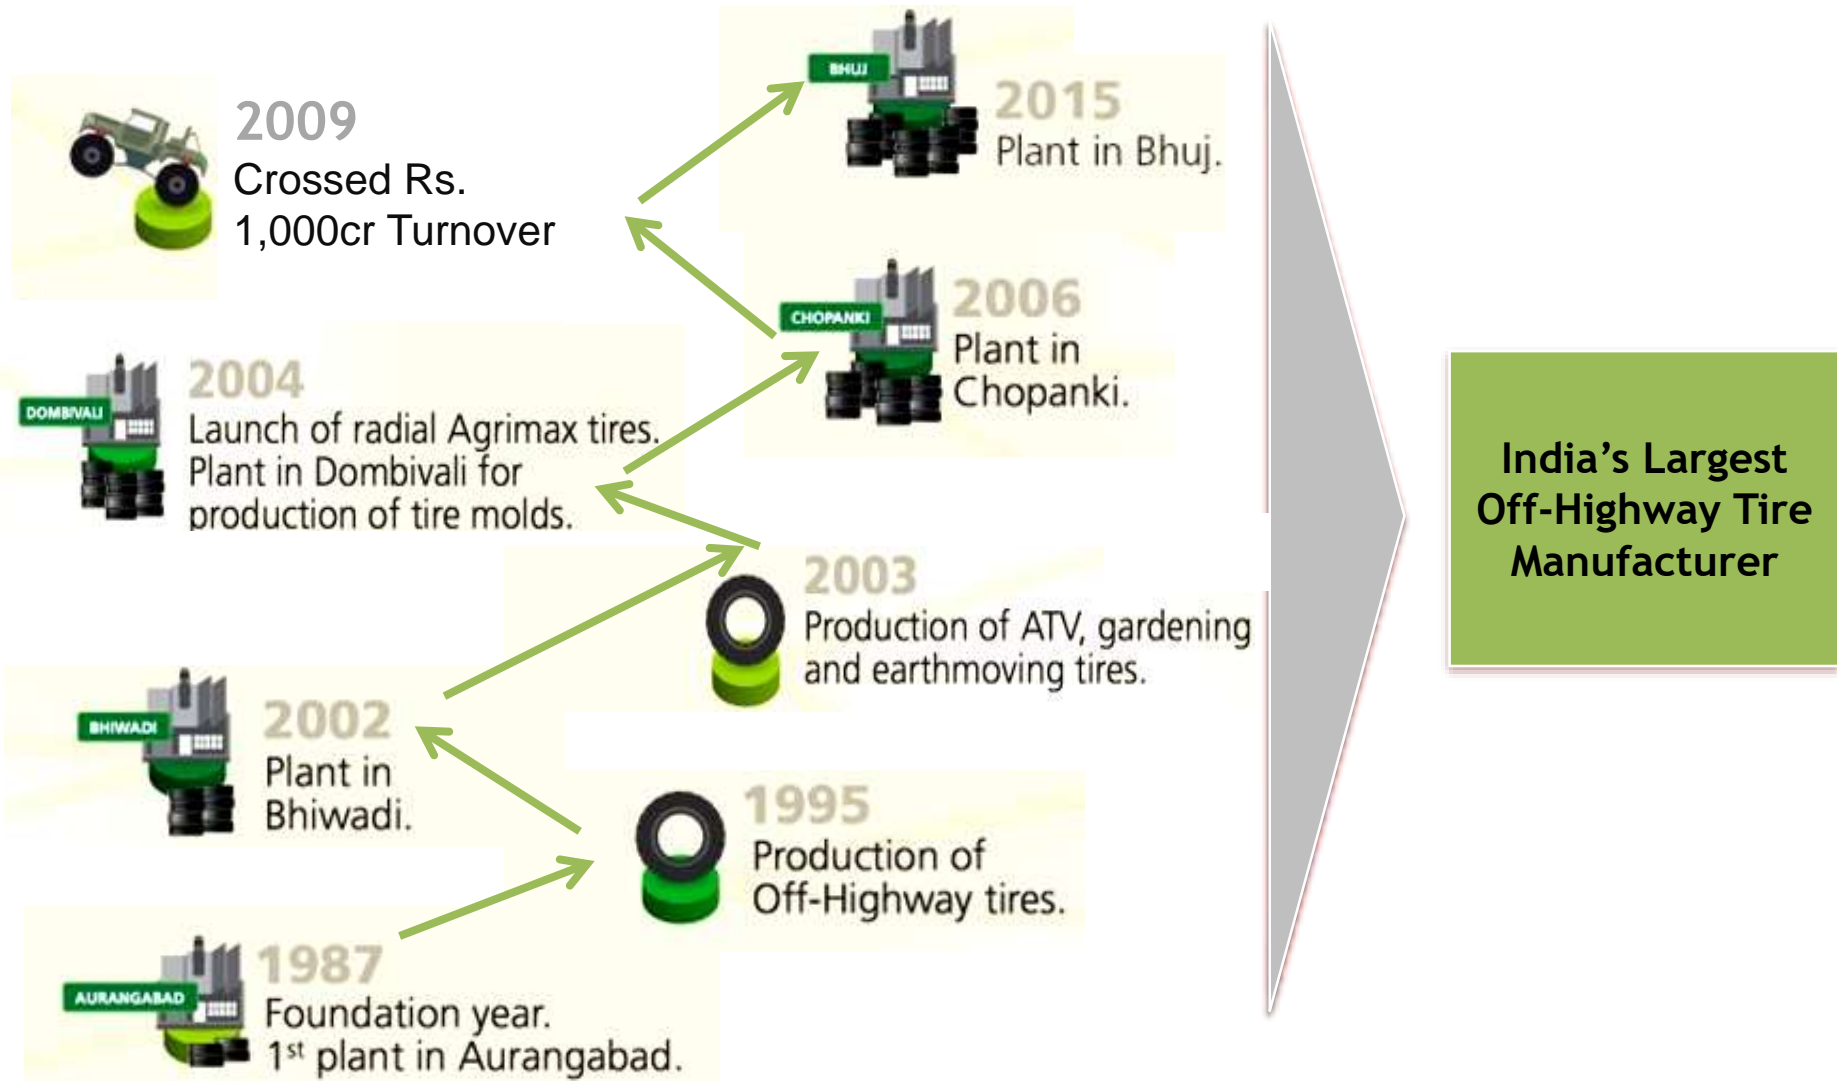 BHUJ
2015
Plant in Bhuj.
2009
Crossed Rs.
1,000cr Turnover
CHOPANKI
2006
Plant in
Chopanki.
DOMBIVALI
2004
Launch of radial Agrimax tires.
Plant in Dombivali for
production of tire molds.
India’s Largest
Off-Highway Tire
Manufacturer
2003
Production of ATV, gardening
and earthmoving tires.
BHIWADI
2002
Plant in
Bhiwadi.
1995
Production of
Off-Highway tires.
AURANGABAD
1987
Foundation year.
1st plant in Aurangabad.